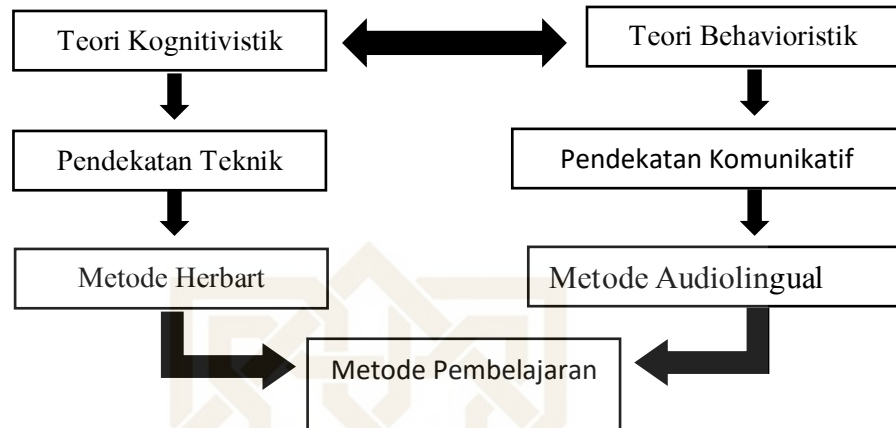 Teori Kognitivistik
Teori Behavioristik
Pendekatan Teknik
Pendekatan Komunikatif
Metode Herbart
Metode Audiolingual
Metode Pembelajaran